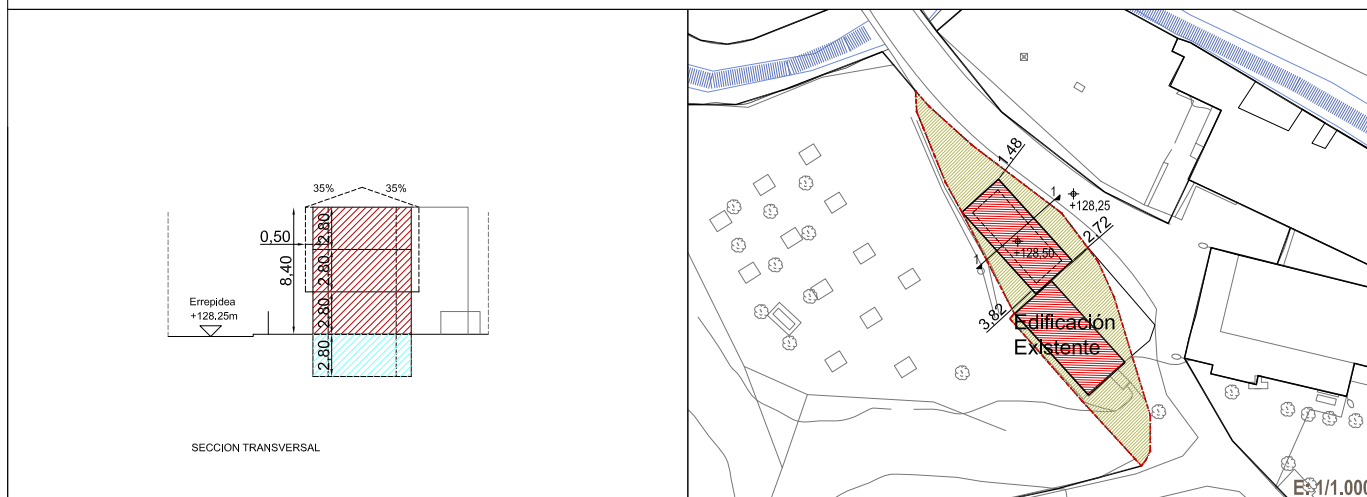 35% 35%
0,50
8,40
2,80
2,80
2,80
2,80
Errepidea
+128.25m
SECCION TRANSVERSAL
1,48
1
+128,25
2,72
+128,50
1
3,82
Edificación
Existente
E: 1/1.000